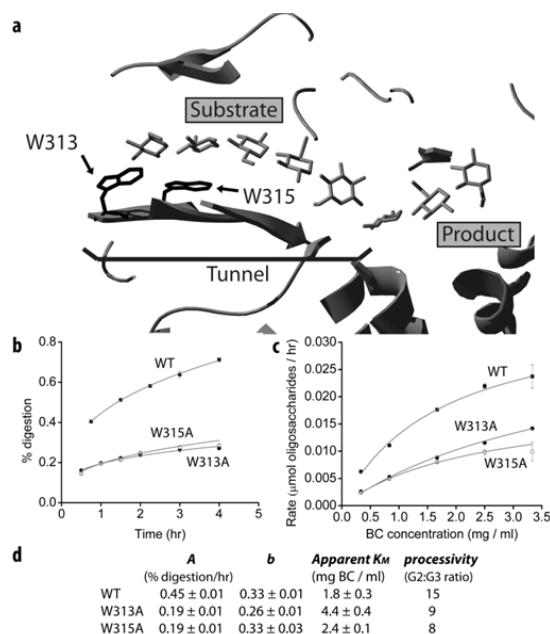 a
Substrate
W313
W315
Product
Tunnel
b
c
0.8
0.6
0.4
0.2
0.0
% digestion
WT
W315A
W313A
0 1 2 3 4 5
Time (hr)
0.030
0.025
0.020
0.015
0.010
0.005
0.000
Rate (µmol oligosaccharides / hr)
WT
W313A
W315A
0.0 0.5 1.0 1.5 2.0 2.5 3.0 3.5
BC concentration (mg / ml)
d
A b Apparent KM processivity
(% digestion/hr) (mg BC / ml) (G2:G3 ratio)
WT 0.45 ± 0.01 0.33 ± 0.01 1.8 ± 0.3 15
W313A 0.19 ± 0.01 0.26 ± 0.01 4.4 ± 0.4 9
W315A 0.19 ± 0.01 0.33 ± 0.03 2.4 ± 0.1 8